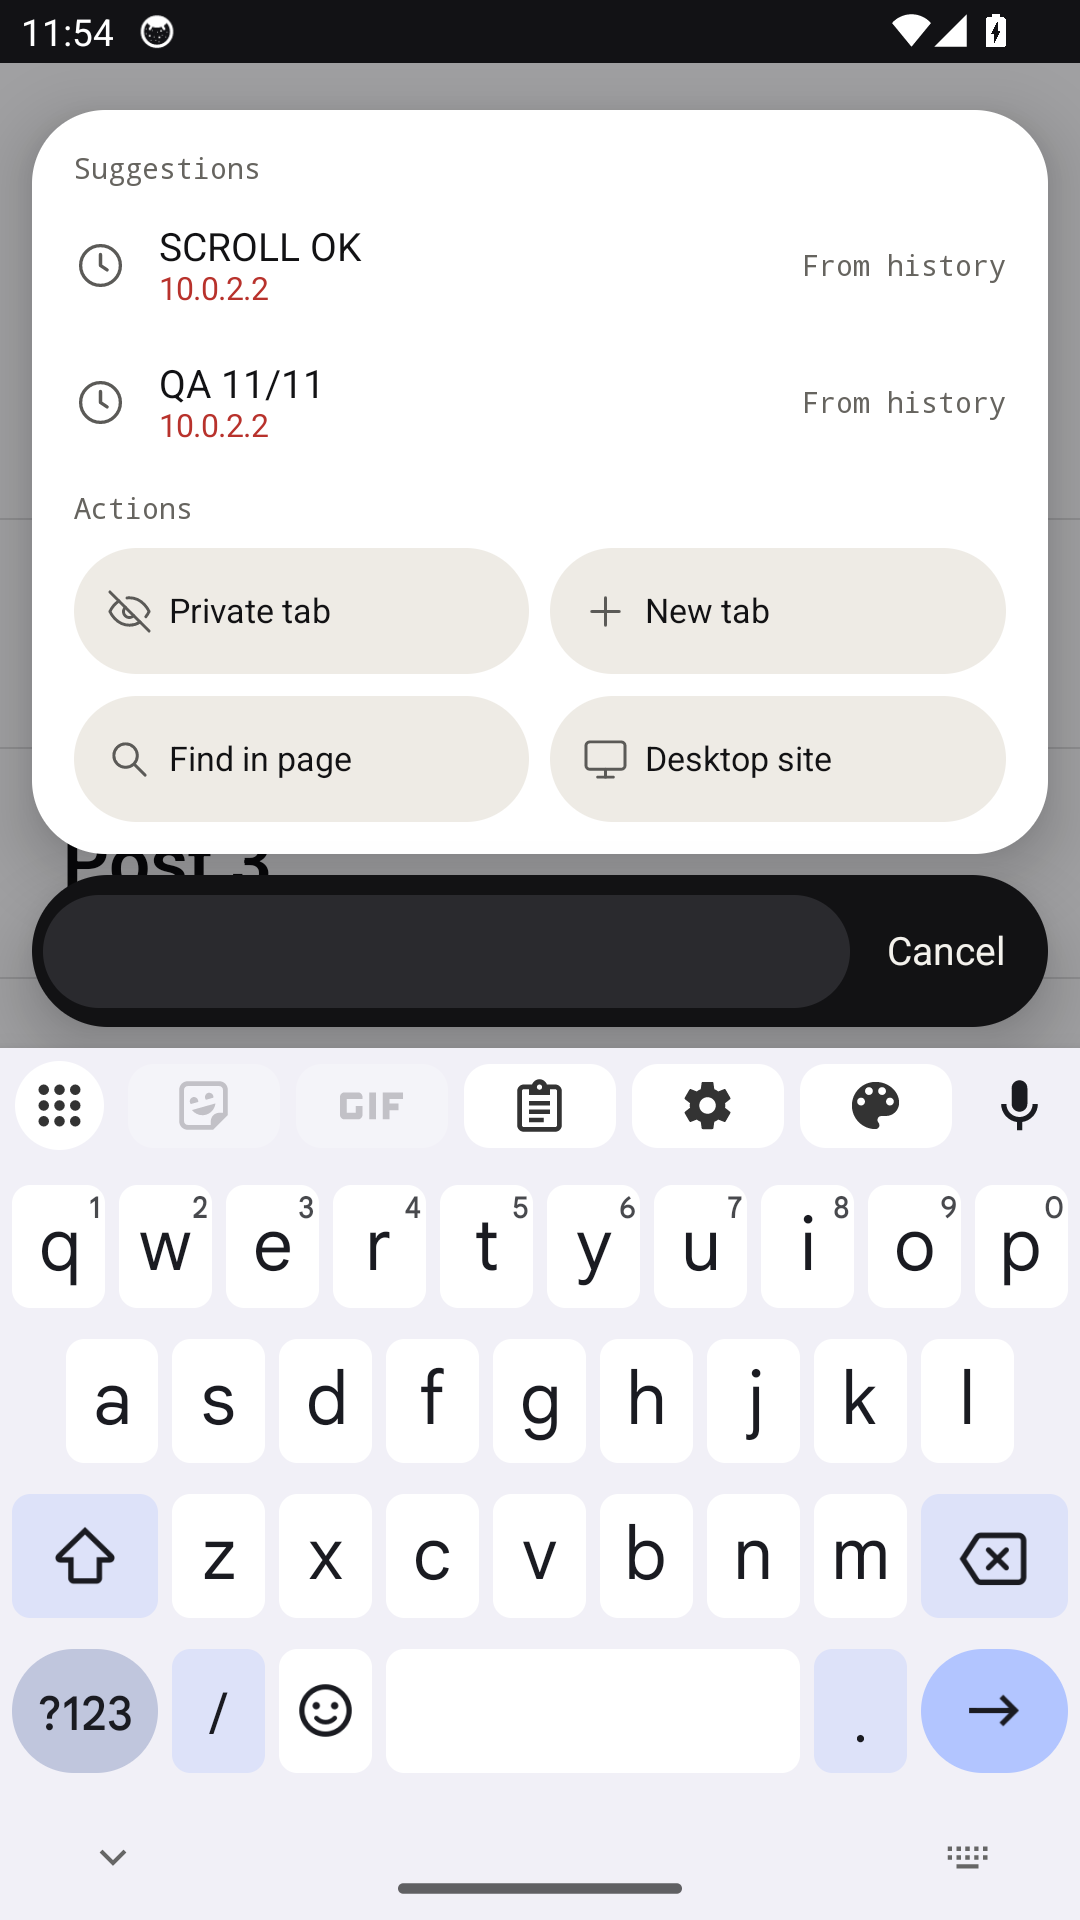 11:54
Suggestions
SCROLL OK
10.0.2.2
From history
QA 11/11
10.0.2.2
From history
Actions
Private tab
New tab
Find in page
Desktop site
Post 3
Cancel
GIF
q 1 w 2 e 3 r 4 t 5 y 6 u 7 i 8 o 9 p 0
a s d f g h j k l
z x c v b n m
?123 / .